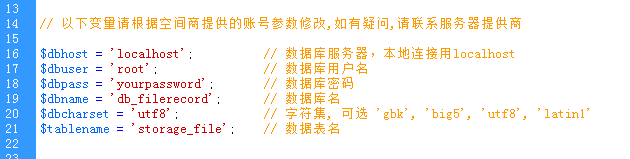 13
14 // 以下变量请根据空间商提供的账号参数修改,如有疑问,请联系服务器提供商
15
16 $dbhost = 'localhost'; // 数据库服务器，本地连接用localhost
17 $dbuser = 'root'; // 数据库用户名
18 $dbpass = 'yourpassword'; // 数据库密码
19 $dbname = 'db_filerecord'; // 数据库名
20 $dbcharset = 'utf8'; // 字符集, 可选 'gbk', 'big5', 'utf8', 'latin1'
21 $tablename = 'storage_file'; // 数据表名
22
23